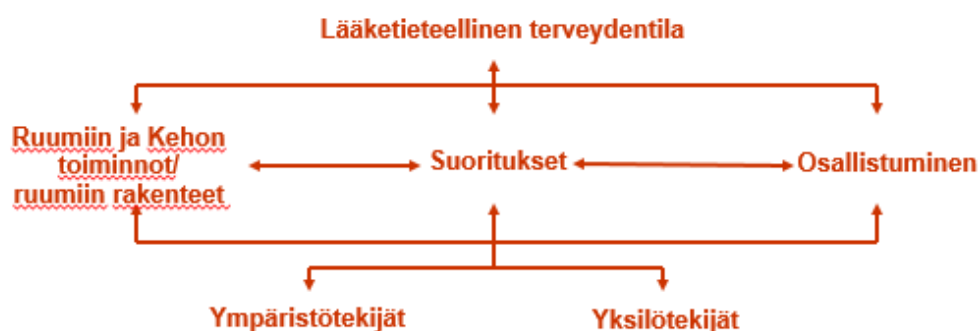 Lääketieteellinen terveydentila
Ruumiin ja Kehon
toiminnot/
ruumiin rakenteet
Suoritukset
Osallistuminen
Ympäristötekijät
Yksilötekijät